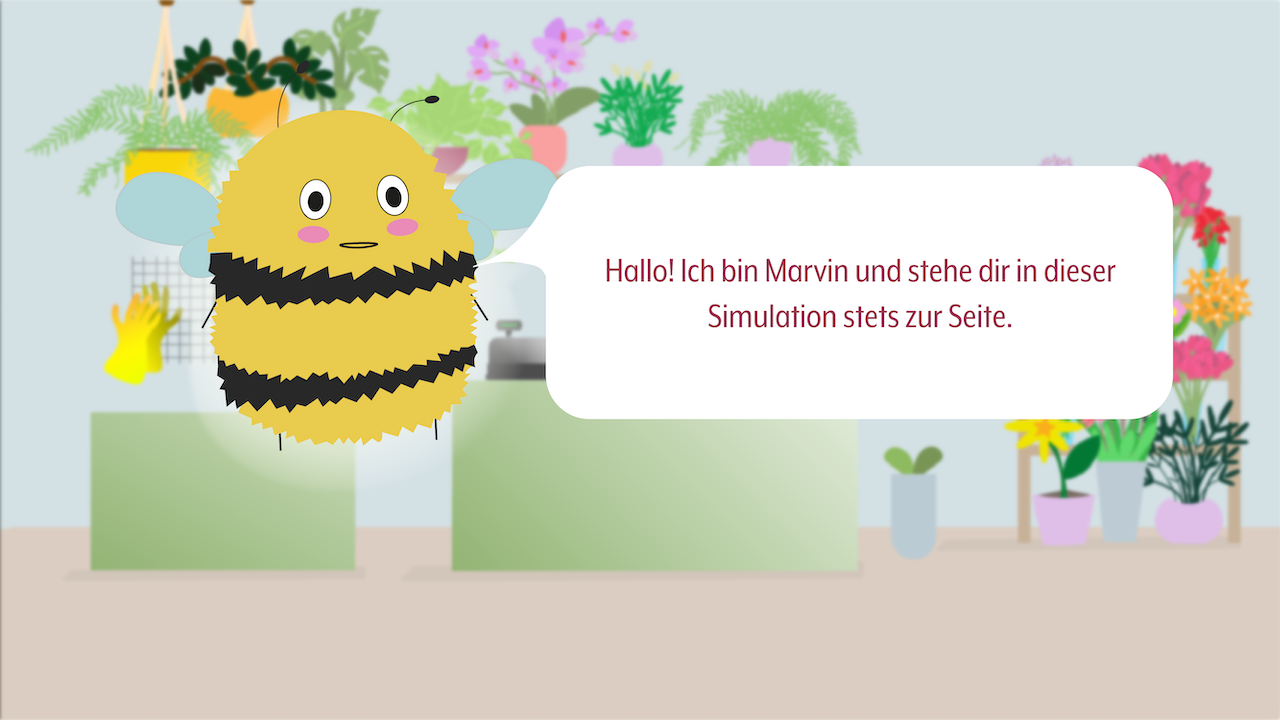 Hallo! Ich bin Marvin und stehe dir in dieser
Simulation stets zur Seite.